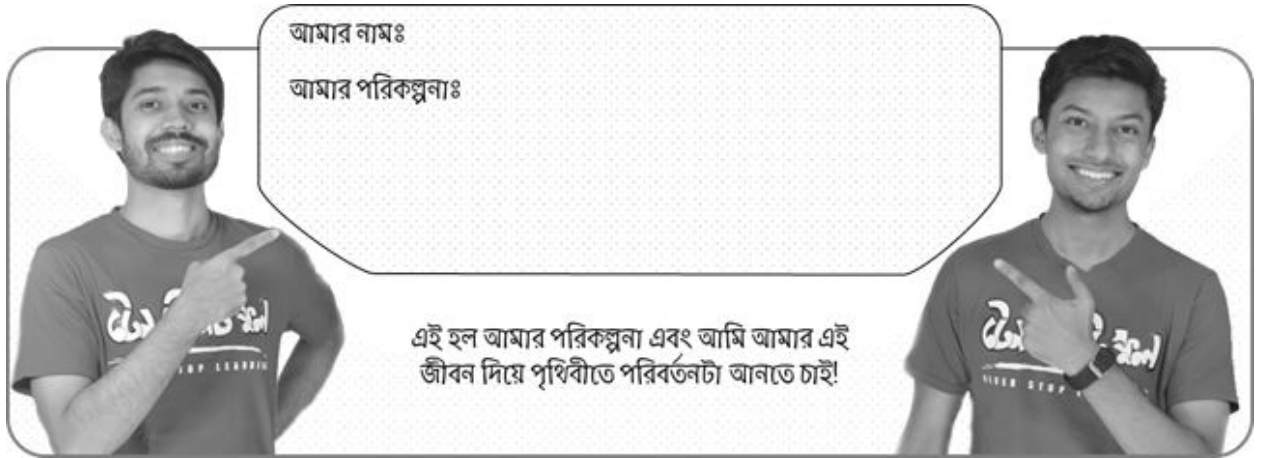 আমার নামঃ
আমার পরিকল্পনাঃ
এই হল আমার পরিকল্পনা এবং আমি আমার এই
জীবন দিয়ে পৃথিবীতে পরিবর্তনটা আনতে চাই!